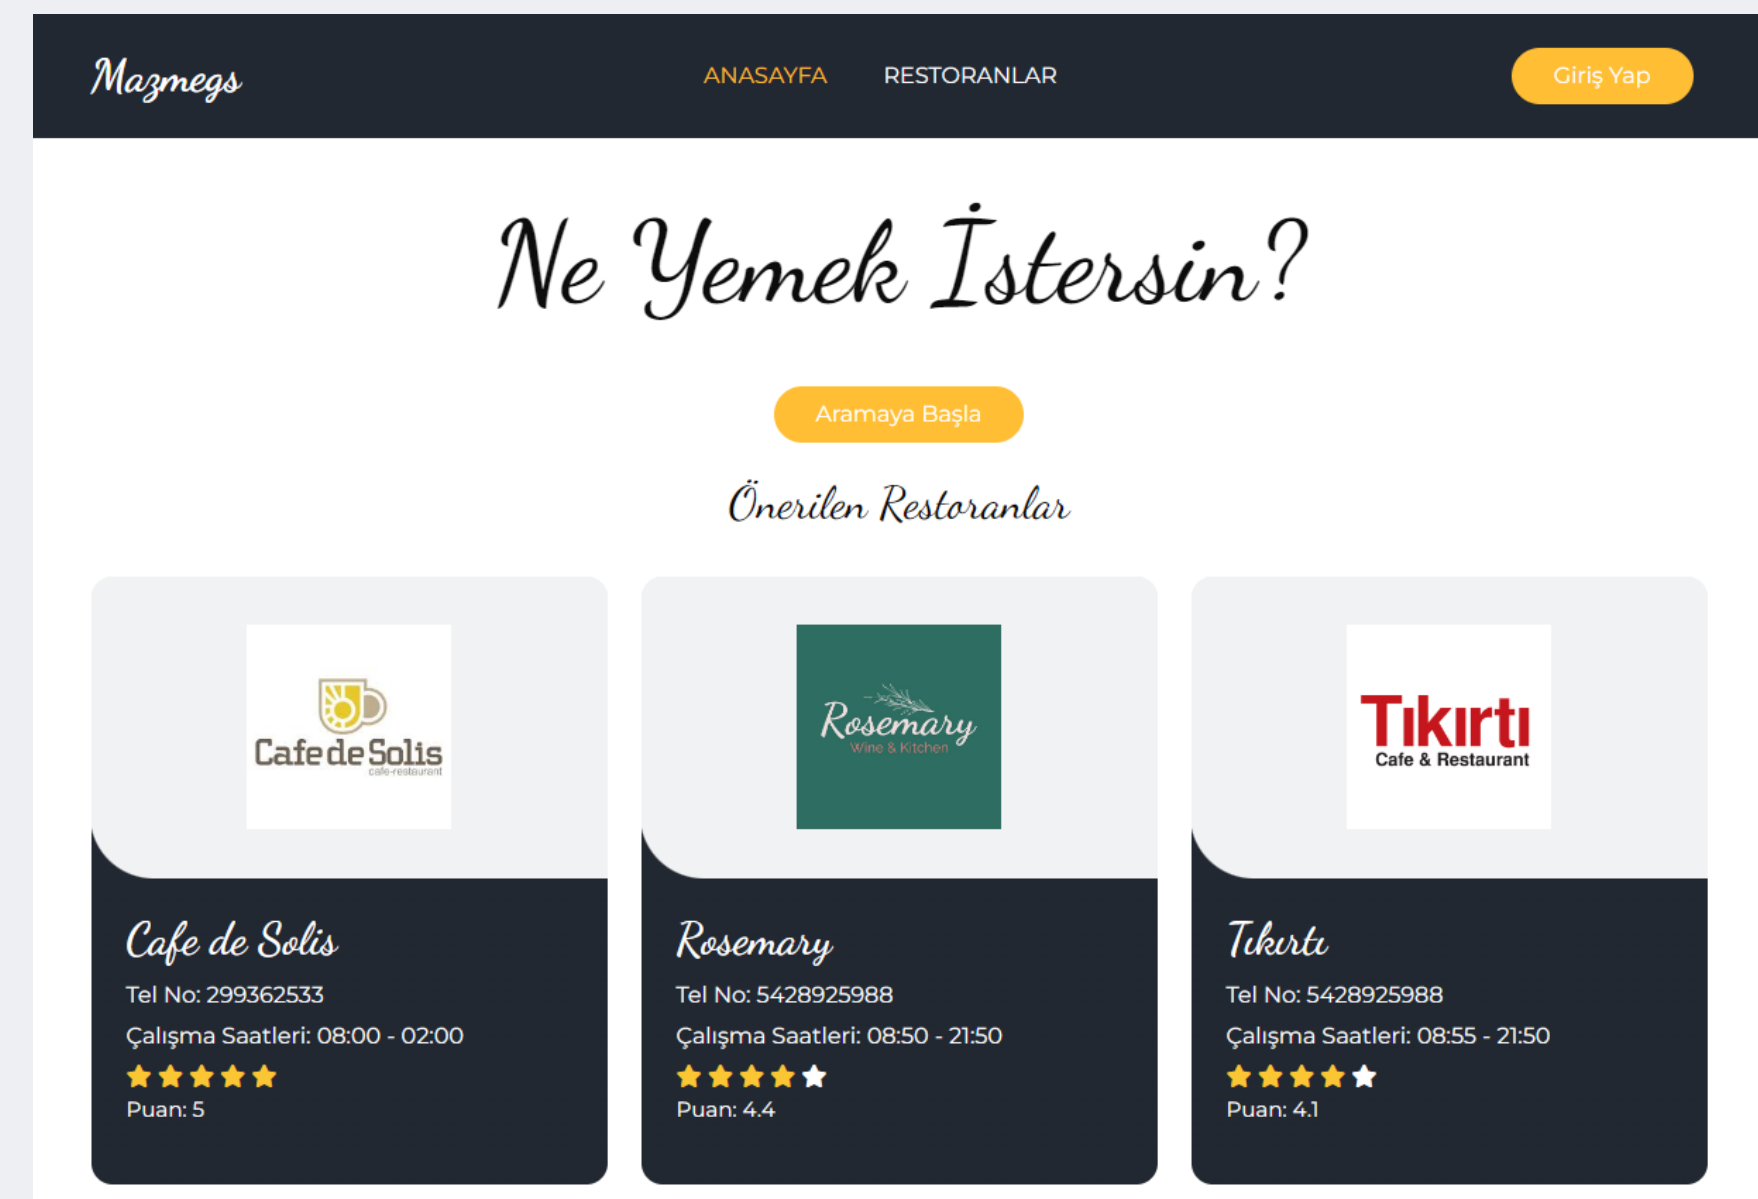 Mazmegs
ANASAYFA
RESTORANLAR
Giriş Yap
Ne Yemek İstersin?
Aramaya Başla
Önerilen Restoranlar
Cafe de Solis
cafe-restaurant
Cafe de Solis
Tel No: 299362533
Çalışma Saatleri: 08:00 - 02:00
Puan: 5
Rosemary
Wine & Kitchen
Rosemary
Tel No: 5428925988
Çalışma Saatleri: 08:50 - 21:50
Puan: 4.4
Tıkırtı
Cafe & Restaurant
Tıkırtı
Tel No: 5428925988
Çalışma Saatleri: 08:55 - 21:50
Puan: 4.1